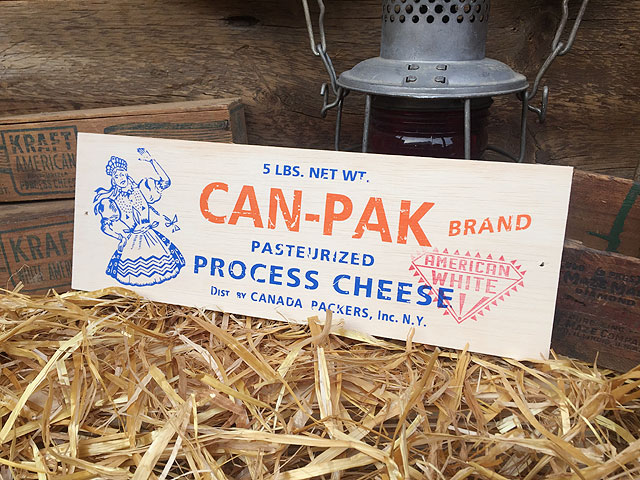 5 LBS. NET WT.
CAN-PAK BRAND
PASTEURIZED
PROCESS CHEESE
DIST BY CANADA PACKERS, Inc. N.Y.
AMERICAN
WHITE
KRAFT
AMERICAN
KRAFT